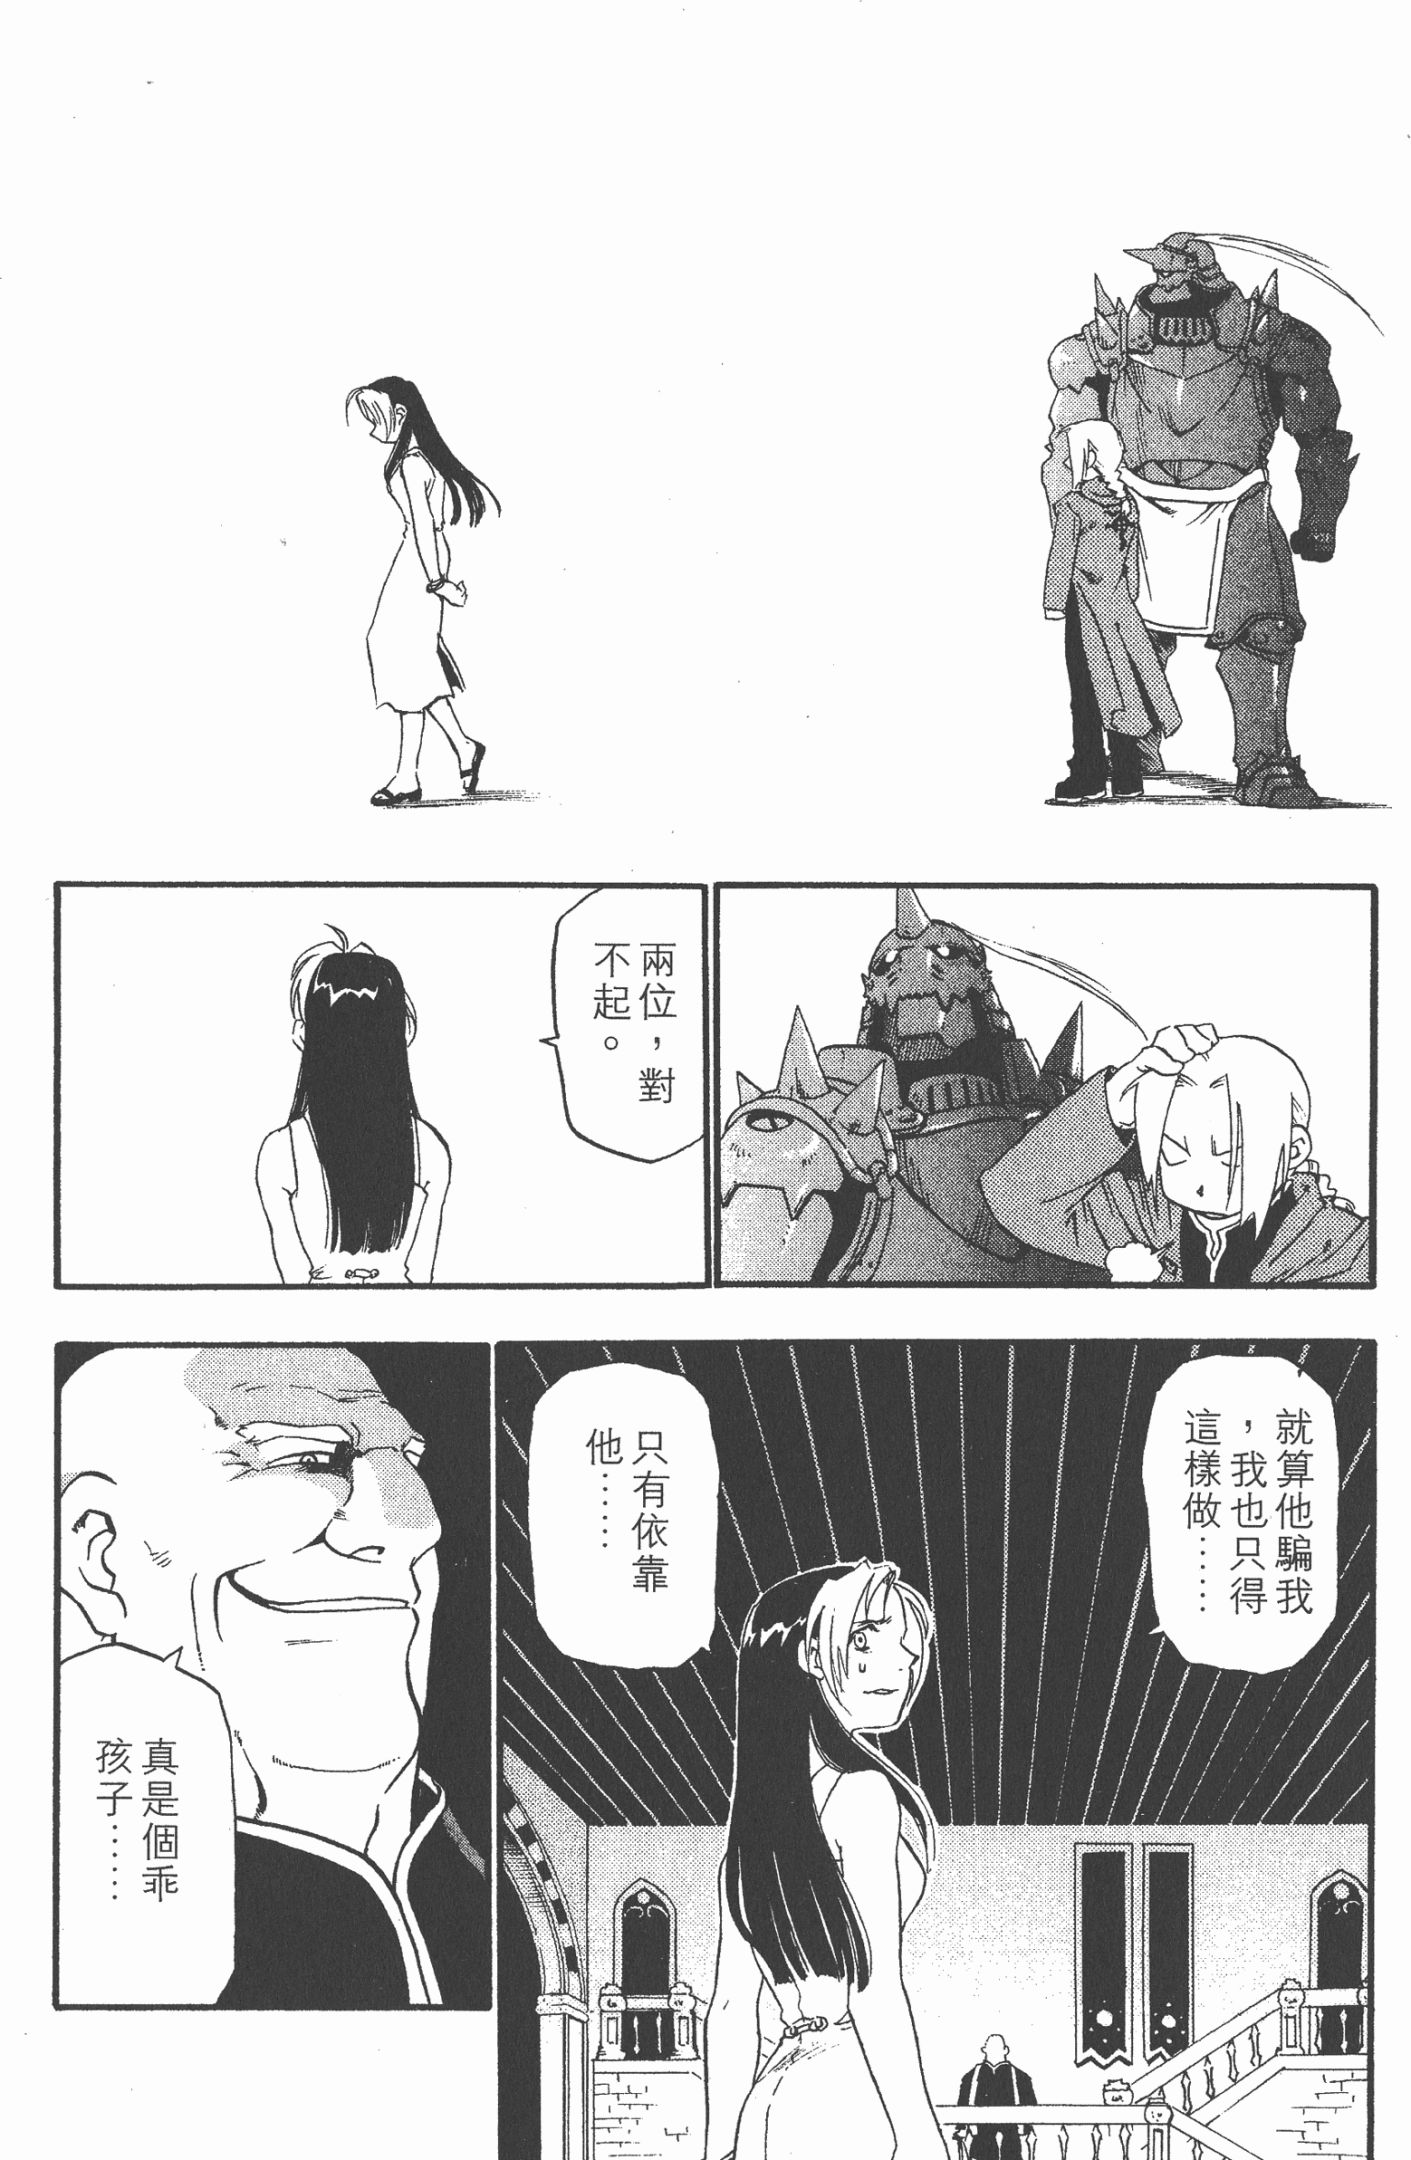 兩位，對
不起。
就算他騙我
，我也只得
這樣做……
只有依靠
他……
真是個乖
孩子……